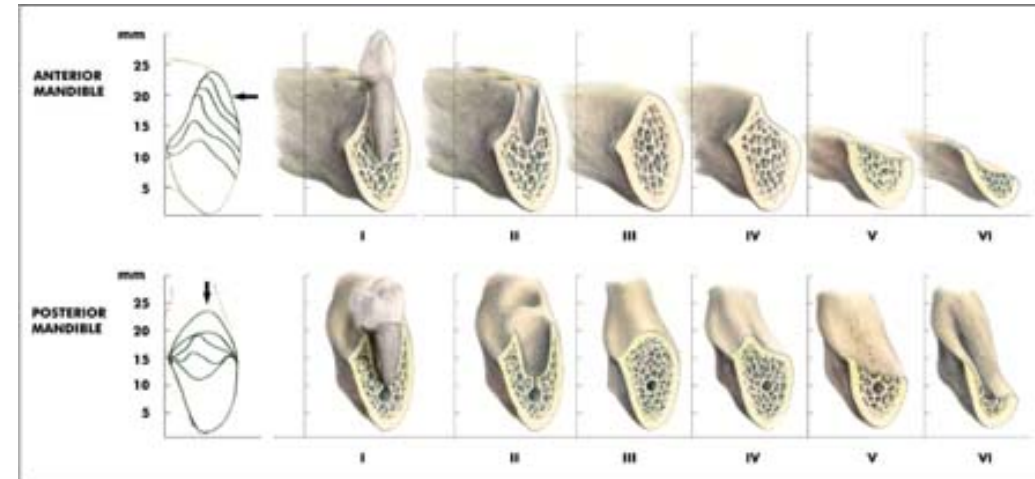 mm
25
ANTERIOR
MANDIBLE
20
15
10
5
I II III IV V VI
mm
25
POSTERIOR
MANDIBLE
20
15
10
5
I II III IV V VI